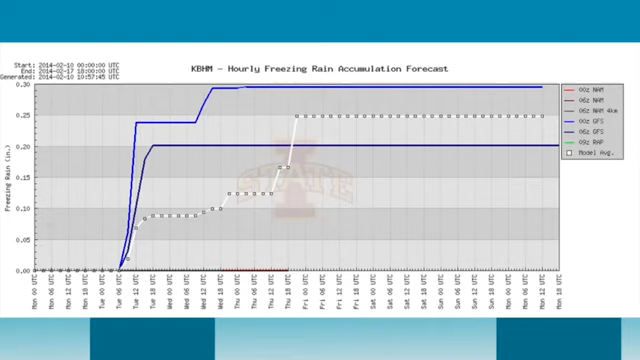 Start: 2014-02-10 00:00:00 UTC
End: 2014-02-17 18:00:00 UTC
Generated: 2014-02-10 10:57:45 UTC
KBHM - Hourly Freezing Rain Accumulation Forecast
00z NAM
06z NAM
06z NAM 4km
00z GFS
06z GFS
09z RAP
Model Avg.
Freezing Rain (in.)
0.30
0.25
0.20
0.15
0.10
0.05
0.00
STATE
Mon 00 UTC
Mon 06 UTC
Mon 12 UTC
Mon 18 UTC
Tue 00 UTC
Tue 06 UTC
Tue 12 UTC
Tue 18 UTC
Wed 00 UTC
Wed 06 UTC
Wed 12 UTC
Wed 18 UTC
Thu 00 UTC
Thu 06 UTC
Thu 12 UTC
Thu 18 UTC
Fri 00 UTC
Fri 06 UTC
Fri 12 UTC
Fri 18 UTC
Sat 00 UTC
Sat 06 UTC
Sat 12 UTC
Sat 18 UTC
Sun 00 UTC
Sun 06 UTC
Sun 12 UTC
Sun 18 UTC
Mon 00 UTC
Mon 06 UTC
Mon 12 UTC
Mon 18 UTC